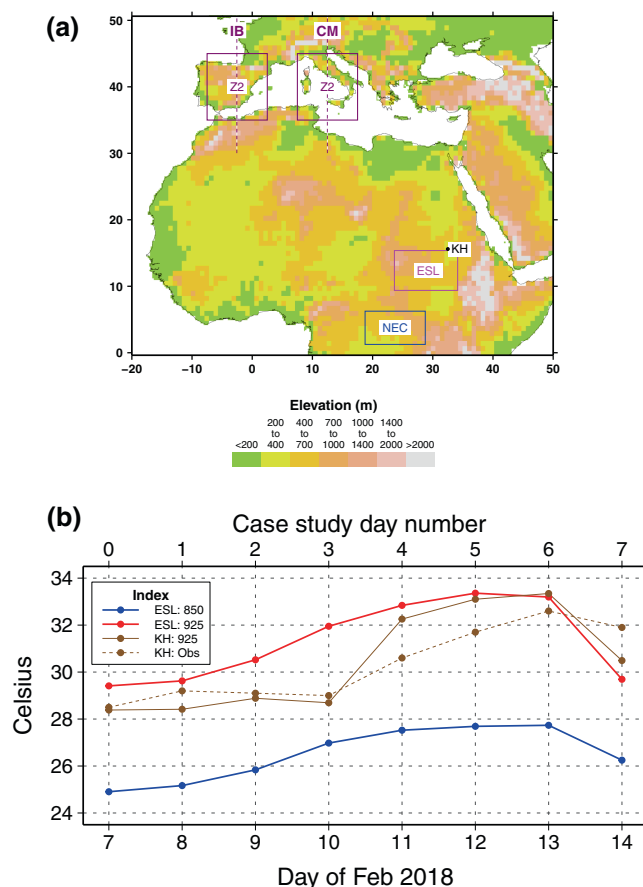 (a)
IB
CM
Z2
Z2
KH
ESL
NEC
50
40
30
20
10
0
−20
−10
0
10
20
30
40
50
Elevation (m)
200 400 700 1000 1400
to to to to to
<200 400 700 1000 1400 2000 >2000
(b)
Case study day number
0 1 2 3 4 5 6 7
Index
ESL: 850
ESL: 925
KH: 925
KH: Obs
34
32
30
28
26
24
Celsius
7 8 9 10 11 12 13 14
Day of Feb 2018